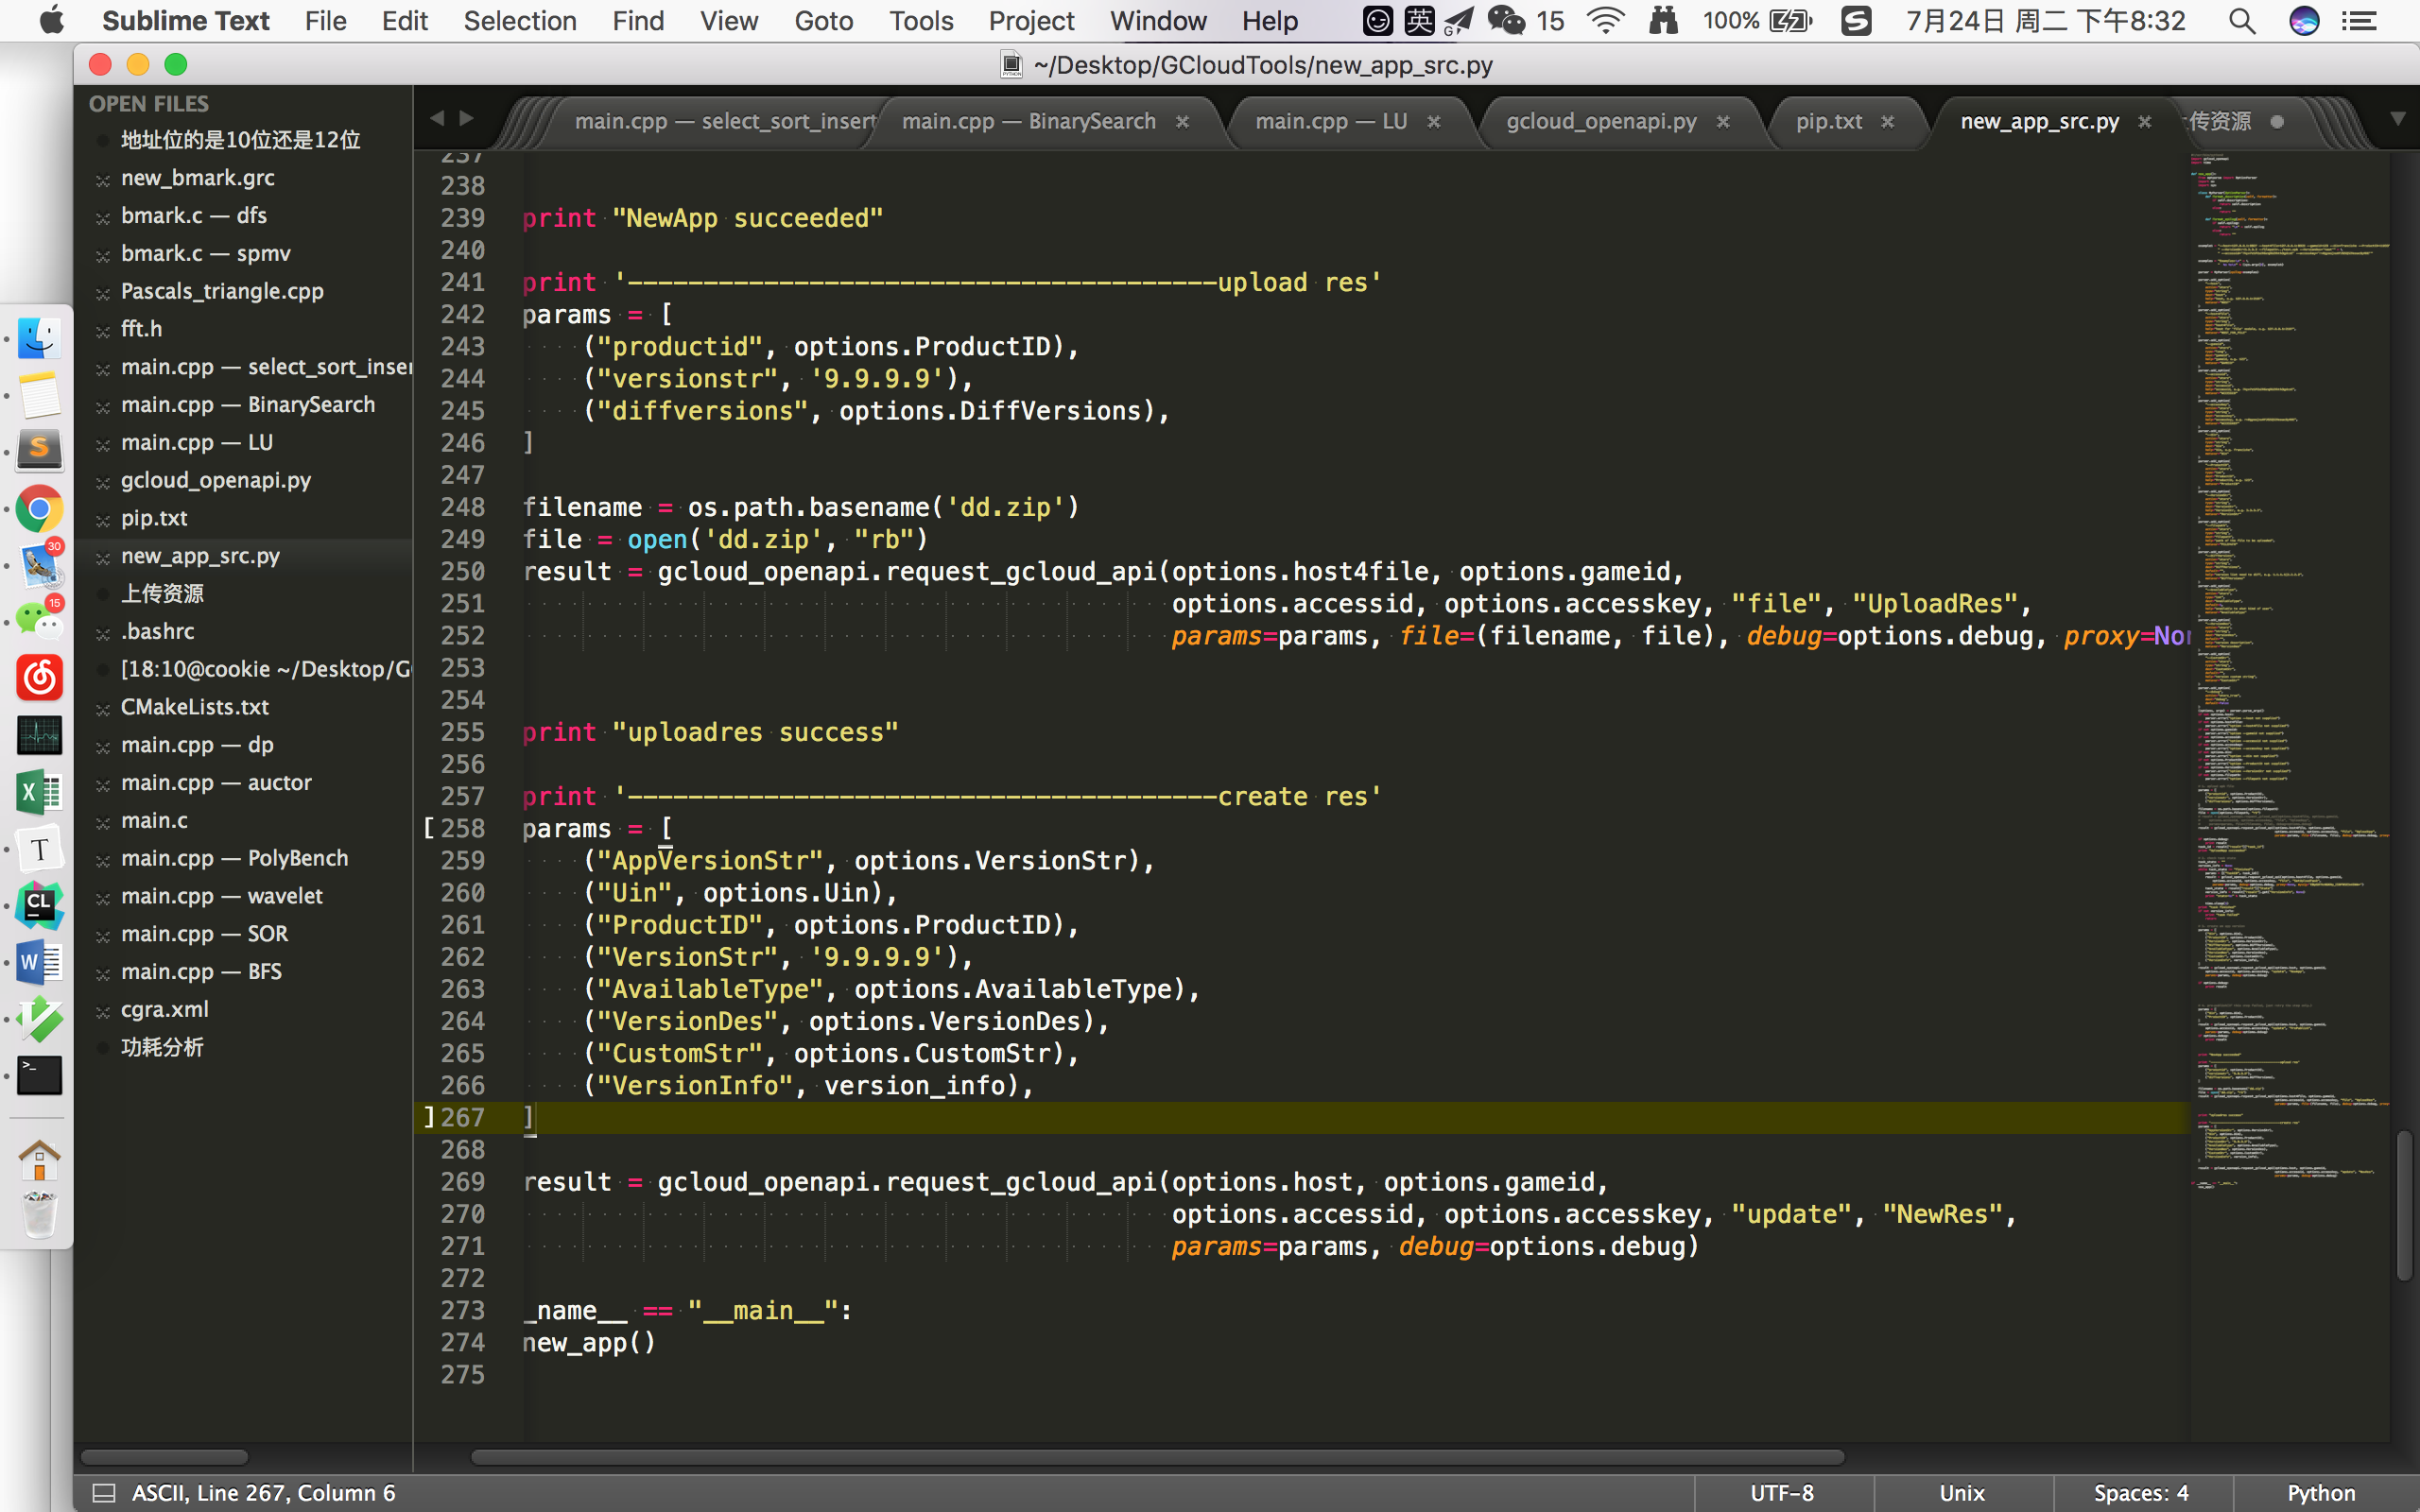 Sublime Text File Edit Selection Find View Goto Tools Project Window Help 英 15 100% 7月24日 周二 下午8:32
~/Desktop/GCloudTools/new_app_src.py
OPEN FILES
地址位的是10位还是12位
new_bmark.grc
bmark.c — dfs
bmark.c — spmv
Pascals_triangle.cpp
fft.h
main.cpp — select_sort_inser
main.cpp — BinarySearch
main.cpp — LU
gcloud_openapi.py
pip.txt
new_app_src.py
上传资源
.bashrc
[18:10@cookie ~/Desktop/G
CMakeLists.txt
main.cpp — dp
main.cpp — auctor
main.c
main.cpp — PolyBench
main.cpp — wavelet
main.cpp — SOR
main.cpp — BFS
cgra.xml
功耗分析
30
15
main.cpp — select_sort_insert main.cpp — BinarySearch main.cpp — LU gcloud_openapi.py pip.txt new_app_src.py 传资源
237
238
239 print "NewApp succeeded"
240
241 print '---------------------------------------upload res'
242 params = [
243 ("productid", options.ProductID),
244 ("versionstr", '9.9.9.9'),
245 ("diffversions", options.DiffVersions),
246 ]
247
248 filename = os.path.basename('dd.zip')
249 file = open('dd.zip', "rb")
250 result = gcloud_openapi.request_gcloud_api(options.host4file, options.gameid,
251 options.accessid, options.accesskey, "file", "UploadRes",
252 params=params, file=(filename, file), debug=options.debug, proxy=Non
253
254
255 print "uploadres success"
256
257 print '---------------------------------------create res'
[ 258 params = [
259 ("AppVersionStr", options.VersionStr),
260 ("Uin", options.Uin),
261 ("ProductID", options.ProductID),
262 ("VersionStr", '9.9.9.9'),
263 ("AvailableType", options.AvailableType),
264 ("VersionDes", options.VersionDes),
265 ("CustomStr", options.CustomStr),
266 ("VersionInfo", version_info),
] 267 ]
268
269 result = gcloud_openapi.request_gcloud_api(options.host, options.gameid,
270 options.accessid, options.accesskey, "update", "NewRes",
271 params=params, debug=options.debug)
272
273 _name__ == "__main__":
274 new_app()
275
ASCII, Line 267, Column 6 UTF-8 Unix Spaces: 4 Python